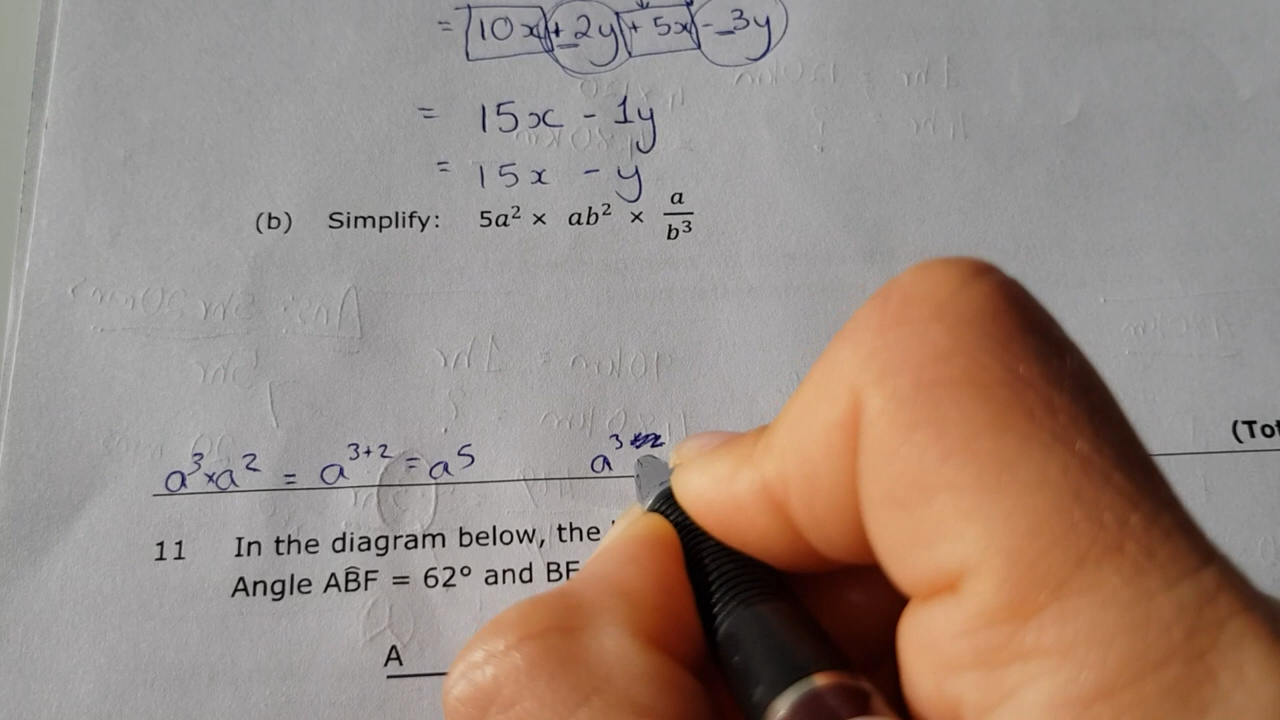 = 10x + 2y + 5x - 3y
= 15x - 1y
= 15x - y
(b) Simplify: 5a² × ab² × a/b³
(Tot
a³ × a² = a³⁺² = a⁵ a³
11 In the diagram below, the
Angle AB̂F = 62° and BF
A